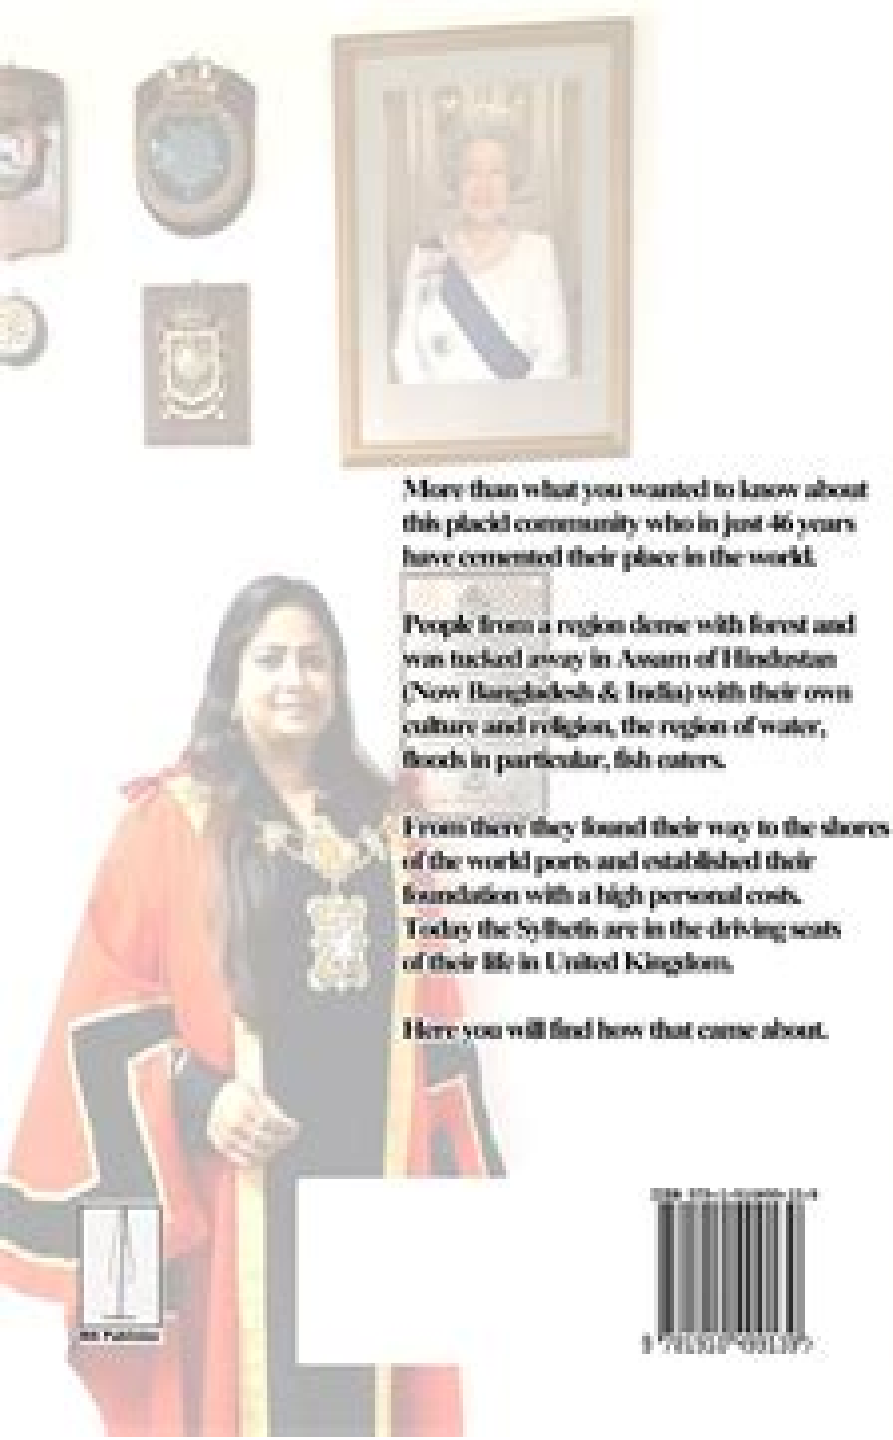 More than what you wanted to know about
this placid community who in just 46 years
have cemented their place in the world.
People from a region dense with forest and
was tucked away in Assam of Hindustan
(Now Bangladesh & India) with their own
culture and religion, the region of water,
floods in particular, fish eaters.
From there they found their way to the shores
of the world ports and established their
foundation with a high personal costs.
Today the Sylhetis are in the driving seats
of their life in United Kingdom.
Here you will find how that came about.
ISBN
Publisher